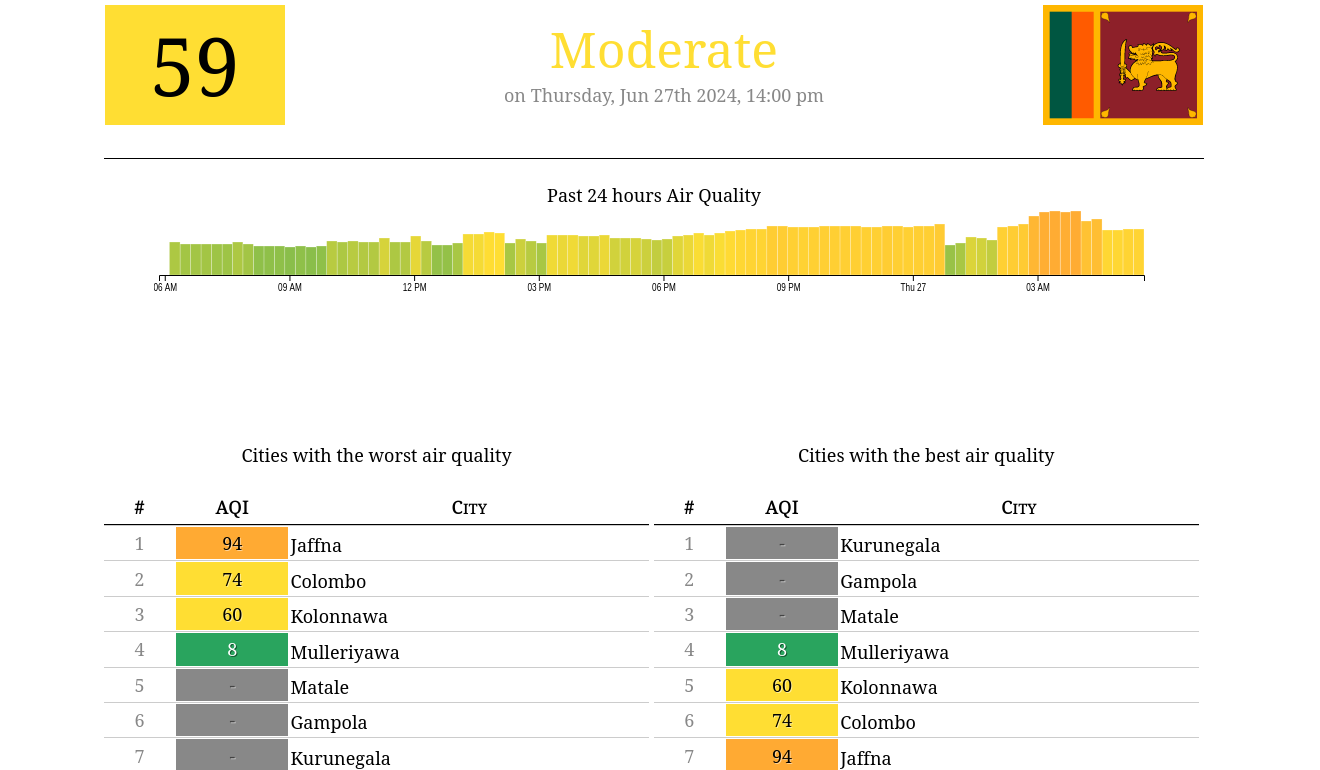 59
Moderate
on Thursday, Jun 27th 2024, 14:00 pm
Past 24 hours Air Quality
06 AM 09 AM 12 PM 03 PM 06 PM 09 PM Thu 27 03 AM
Cities with the worst air quality
# AQI City
1 94 Jaffna
2 74 Colombo
3 60 Kolonnawa
4 8 Mulleriyawa
5 - Matale
6 - Gampola
7 - Kurunegala
Cities with the best air quality
# AQI City
1 - Kurunegala
2 - Gampola
3 - Matale
4 8 Mulleriyawa
5 60 Kolonnawa
6 74 Colombo
7 94 Jaffna